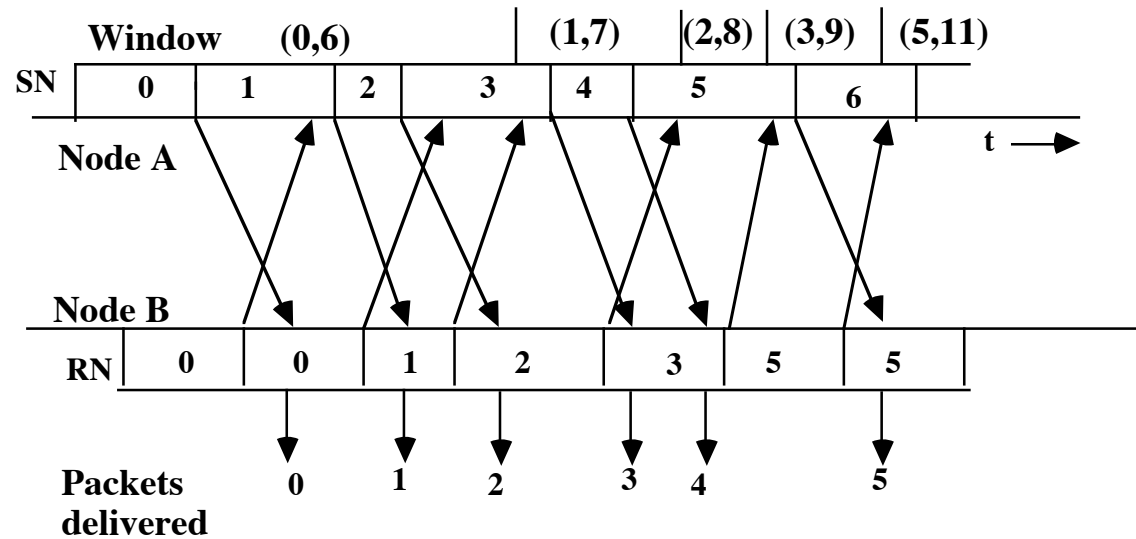 Window (0,6) (1,7) (2,8) (3,9) (5,11)
SN 0 1 2 3 4 5 6
Node A t
Node B
RN 0 0 1 2 3 5 5
0 1 2 3 4 5
Packets
delivered